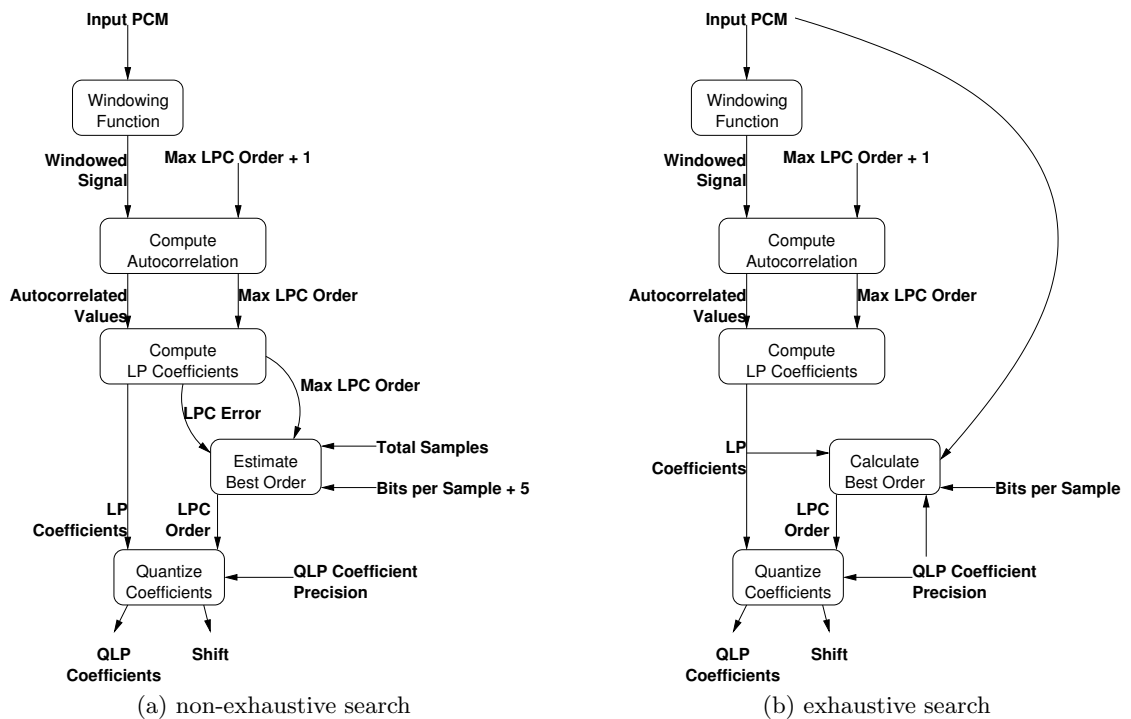 Input PCM
Windowing
Function
Windowed
Signal
Max LPC Order + 1
Compute
Autocorrelation
Autocorrelated
Values
Max LPC Order
Compute
LP Coefficients
Max LPC Order
LPC Error
Total Samples
Estimate
Best Order
Bits per Sample + 5
LP
Coefficients
LPC
Order
Quantize
Coefficients
QLP Coefficient
Precision
QLP
Coefficients
Shift
(a) non-exhaustive search
Input PCM
Windowing
Function
Windowed
Signal
Max LPC Order + 1
Compute
Autocorrelation
Autocorrelated
Values
Max LPC Order
Compute
LP Coefficients
LP
Coefficients
Calculate
Best Order
Bits per Sample
LPC
Order
Quantize
Coefficients
QLP Coefficient
Precision
QLP
Coefficients
Shift
(b) exhaustive search